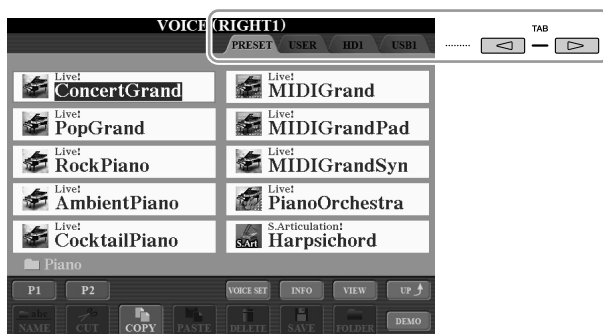 VOICE (RIGHT1)
PRESET USER HD1 USB1
TAB
Live!
ConcertGrand
Live!
PopGrand
Live!
RockPiano
Live!
AmbientPiano
Live!
CocktailPiano
Live!
MIDIGrand
Live!
MIDIGrandPad
Live!
MIDIGrandSyn
Live!
PianoOrchestra
S.Art
S.Articulation!
Harpsichord
Piano
P1 P2 VOICE SET INFO VIEW UP
abc
NAME CUT COPY PASTE DELETE SAVE FOLDER DEMO